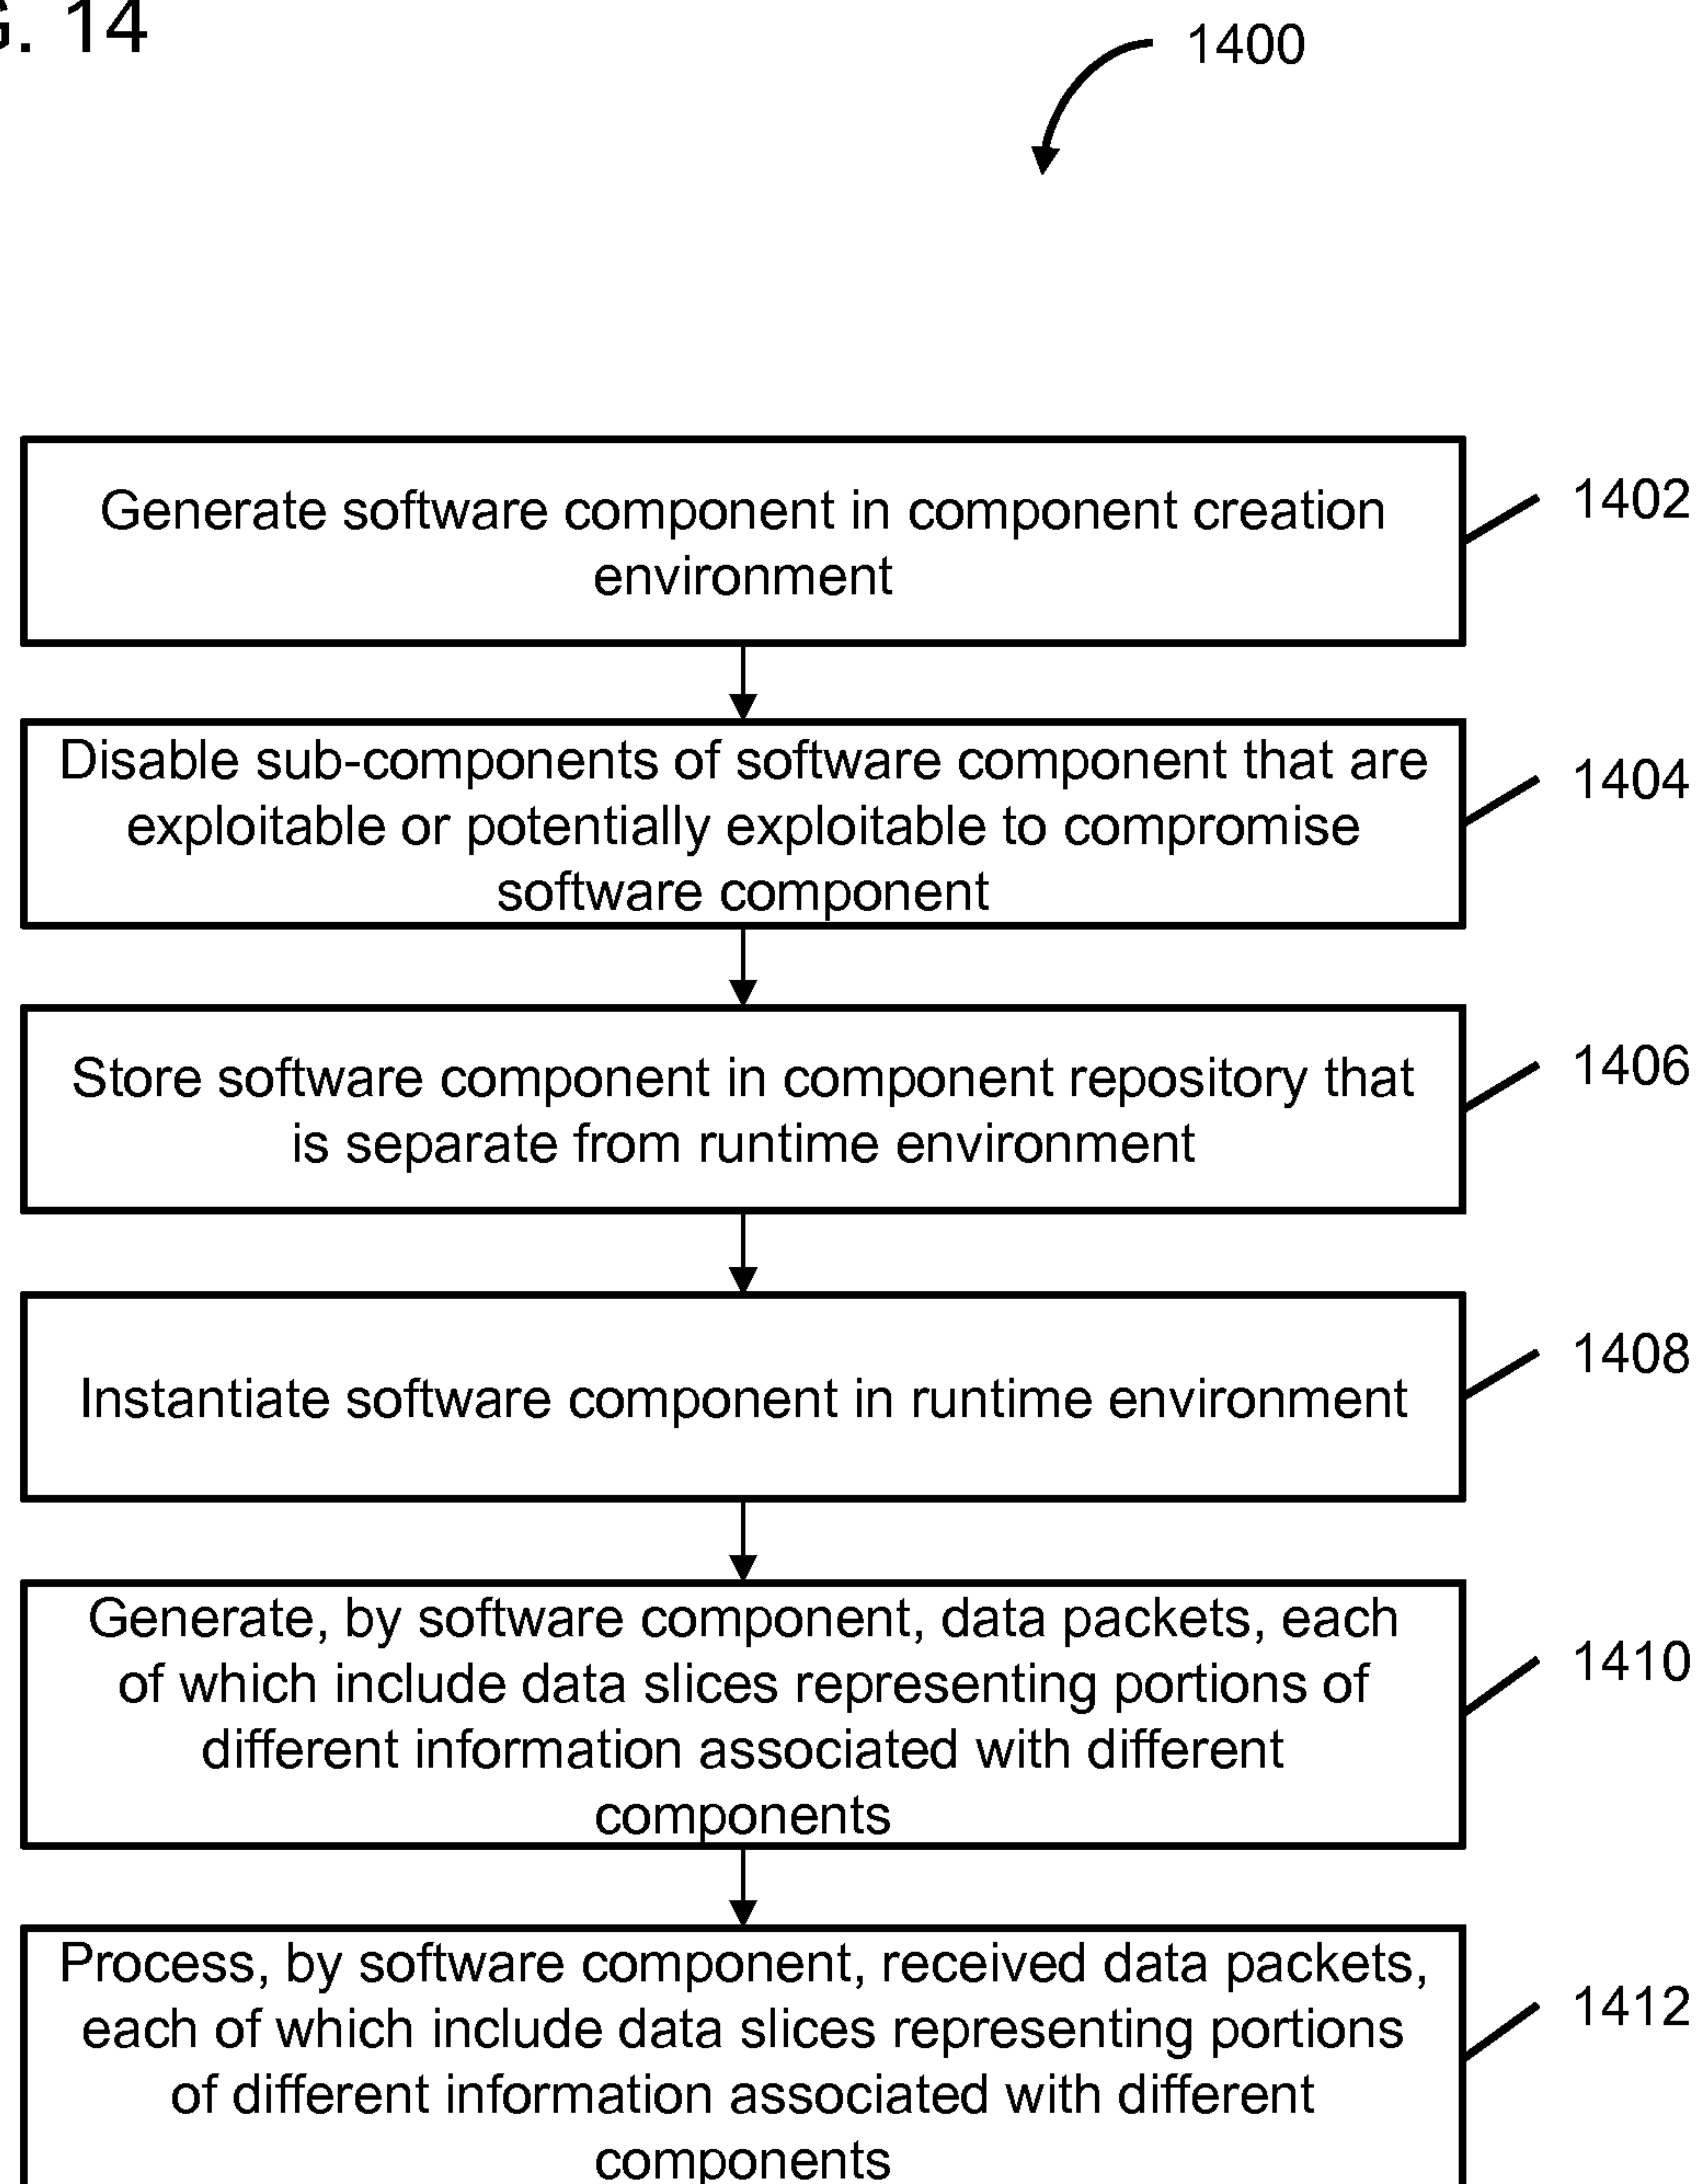 G. 14
1400
Generate software component in component creation
environment
1402
Disable sub-components of software component that are
exploitable or potentially exploitable to compromise
software component
1404
Store software component in component repository that
is separate from runtime environment
1406
Instantiate software component in runtime environment
1408
Generate, by software component, data packets, each
of which include data slices representing portions of
different information associated with different
components
1410
Process, by software component, received data packets,
each of which include data slices representing portions
of different information associated with different
components
1412